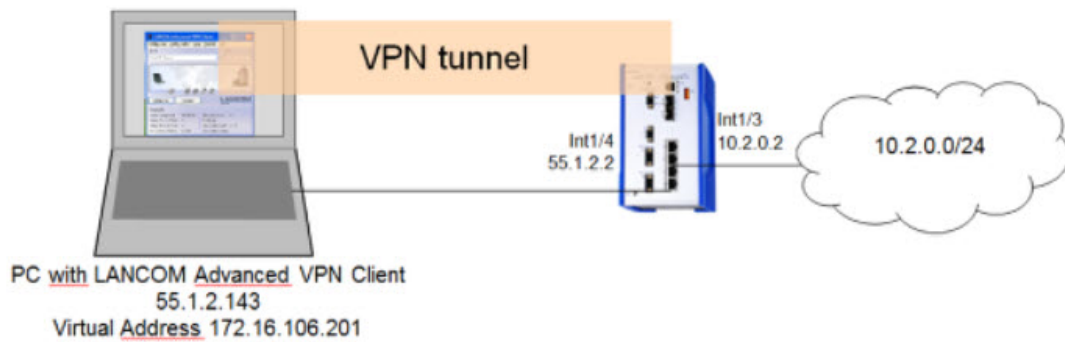 VPN tunnel
Int1/4
55.1.2.2
Int1/3
10.2.0.2
10.2.0.0/24
PC with LANCOM Advanced VPN Client
55.1.2.143
Virtual Address 172.16.106.201